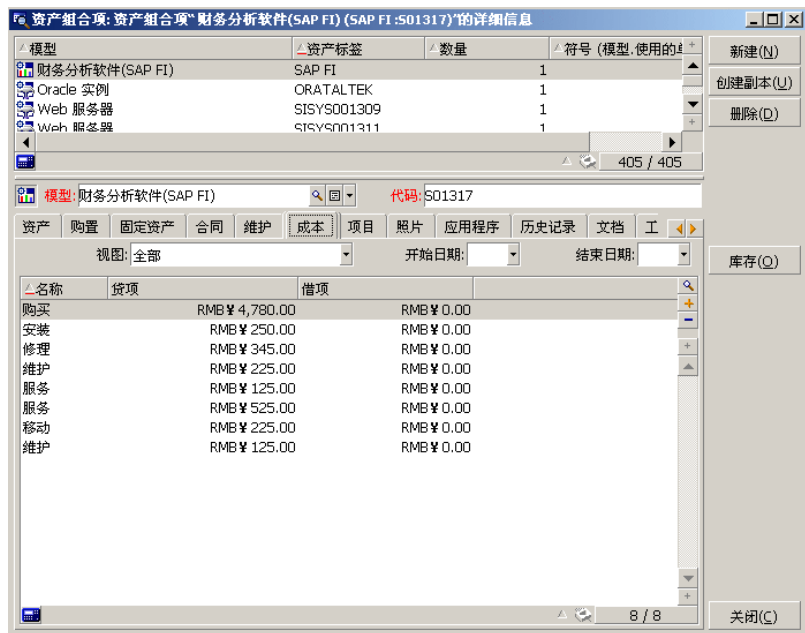 资产组合项: 资产组合项“财务分析软件(SAP FI) (SAP FI :S01317)”的详细信息
模型 资产标签 数量 符号 (模型.使用的
财务分析软件(SAP FI) SAP FI 1
Oracle 实例 ORATALTEK 1
Web 服务器 SISYS001309 1
Web 服务器 SISYS001311 1
405 / 405
新建(N)
创建副本(U)
删除(D)
模型: 财务分析软件(SAP FI) 代码: S01317
资产 购置 固定资产 合同 维护 成本 项目 照片 应用程序 历史记录 文档 工
视图: 全部 开始日期: 结束日期:
库存(O)
名称 贷项 借项
购买 RMB¥ 4,780.00 RMB¥ 0.00
安装 RMB¥ 250.00 RMB¥ 0.00
修理 RMB¥ 345.00 RMB¥ 0.00
维护 RMB¥ 225.00 RMB¥ 0.00
服务 RMB¥ 125.00 RMB¥ 0.00
服务 RMB¥ 525.00 RMB¥ 0.00
移动 RMB¥ 225.00 RMB¥ 0.00
维护 RMB¥ 125.00 RMB¥ 0.00
8 / 8
关闭(C)